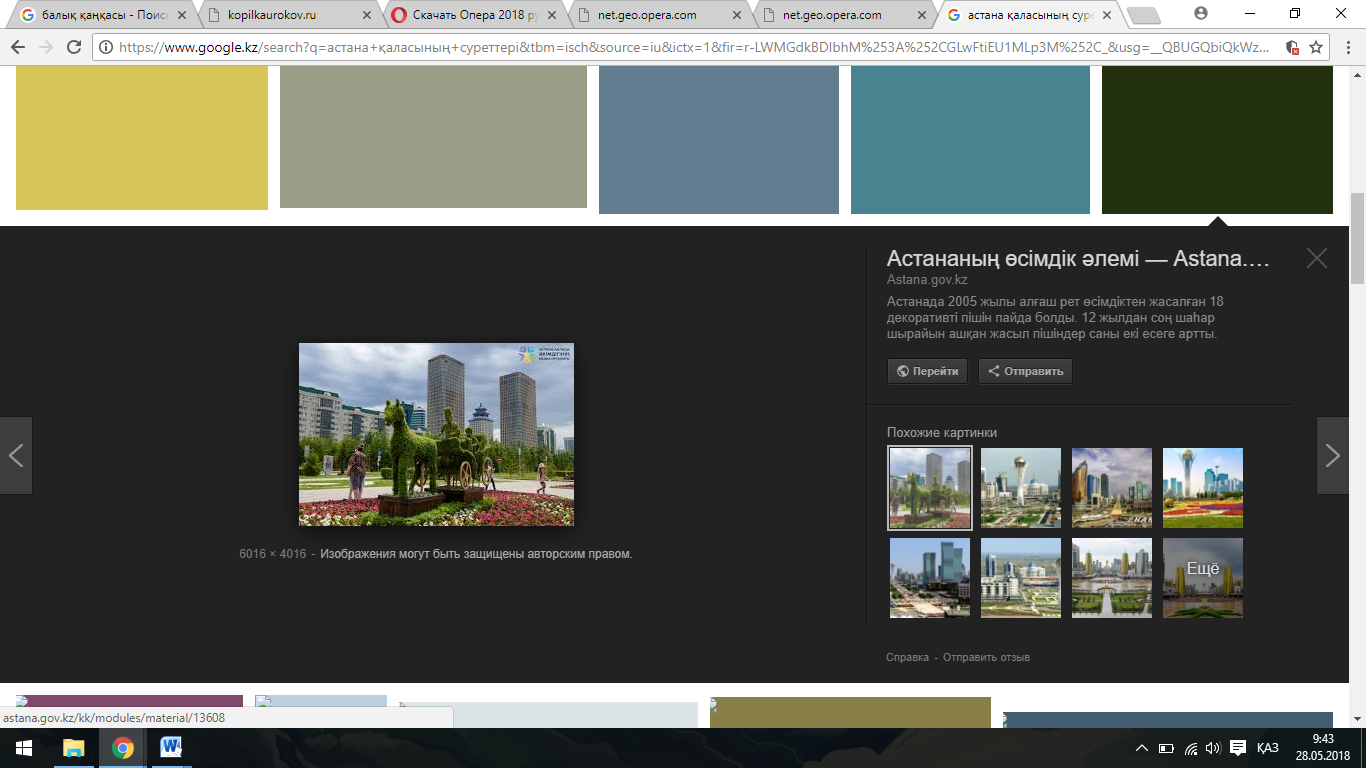 балық қаңқасы - Поис
kopilkaurokov.ru
Скачать Опера 2018 ру
net.geo.opera.com
net.geo.opera.com
астана қаласының суре
https://www.google.kz/search?q=астана+қаласының+суреттері&tbm=isch&source=iu&ictx=1&fir=r-LWMGdkBDIbhM%253A%252CGLwFtiEU1MLp3M%252C_&usg=__QBUGQbiQkWz...
Астананың өсімдік әлемі — Astana....
Astana.gov.kz
Астанада 2005 жылы алғаш рет өсімдіктен жасалған 18
декоративті пішін пайда болды. 12 жылдан соң шаһар
шырайын ашқан жасыл пішіндер саны екі есеге артты.
Перейти
Отправить
Похожие картинки
Ещё
6016 × 4016 - Изображения могут быть защищены авторским правом.
Справка - Отправить отзыв
astana.gov.kz/kk/modules/material/13608
ҚАЗ
9:43
28.05.2018